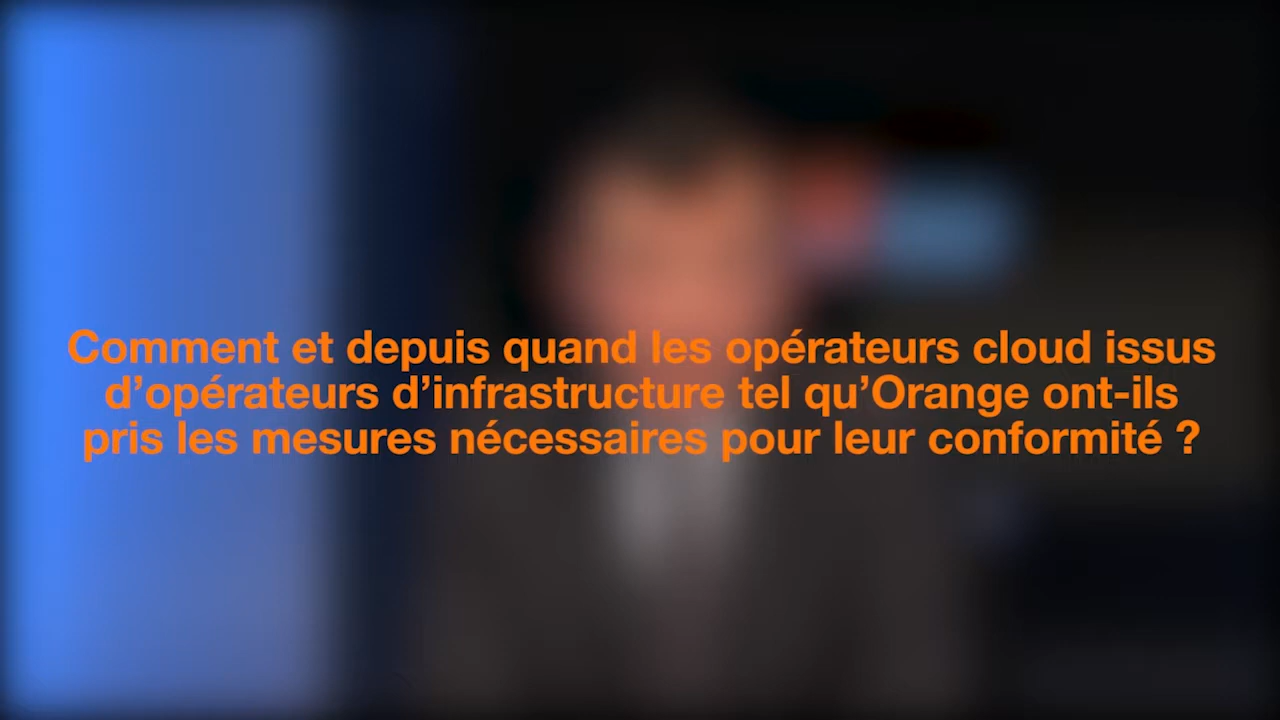 Comment et depuis quand les opérateurs cloud issus
d’opérateurs d’infrastructure tel qu’Orange ont-ils
pris les mesures nécessaires pour leur conformité ?